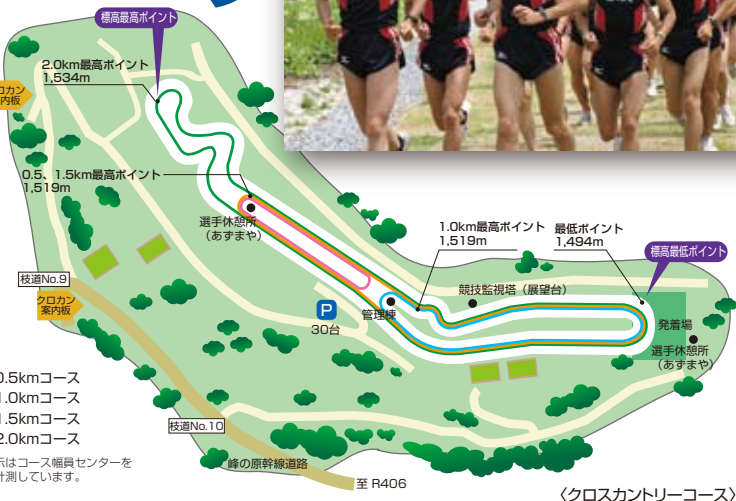 標高最高ポイント
2.0km最高ポイント
1,534m
ロカン
内板
0.5、1.5km最高ポイント
1,519m
選手休憩所
(あずまや)
1.0km最高ポイント
1,519m
最低ポイント
1,494m
標高最低ポイント
枝道No.9
クロカン
案内板
P
30台
管理棟
競技監視塔(展望台)
発着場
選手休憩所
(あずまや)
0.5kmコース
1.0kmコース
1.5kmコース
2.0kmコース
示はコース幅員センターを
計測しています。
枝道No.10
峰の原幹線道路
至 R406
〈クロスカントリーコース〉